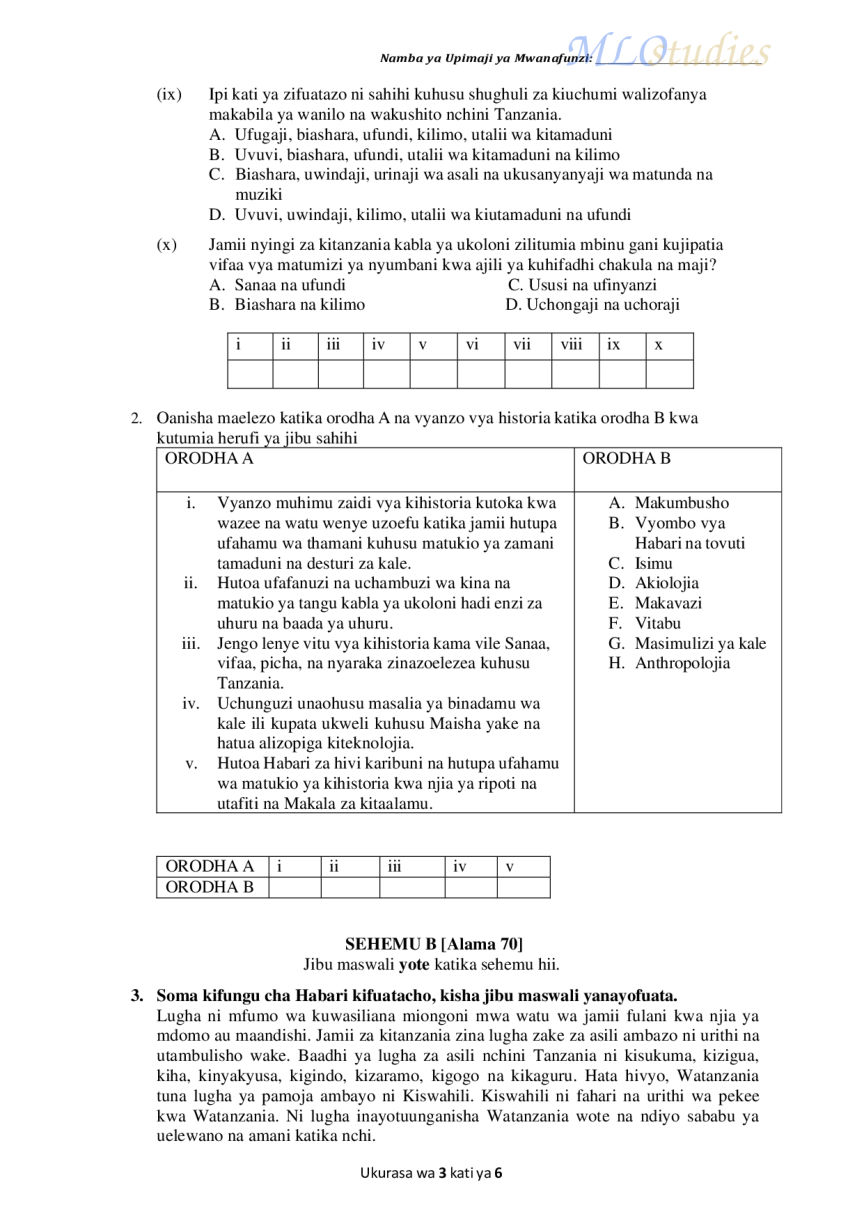 Namba ya Upimaji ya Mwanafunzi:
MLOstudies
(ix) Ipi kati ya zifuatazo ni sahihi kuhusu shughuli za kiuchumi walizofanya
makabila ya wanilo na wakushito nchini Tanzania.
A. Ufugaji, biashara, ufundi, kilimo, utalii wa kitamaduni
B. Uvuvi, biashara, ufundi, utalii wa kitamaduni na kilimo
C. Biashara, uwindaji, urinaji wa asali na ukusanyanyaji wa matunda na
muziki
D. Uvuvi, uwindaji, kilimo, utalii wa kiutamaduni na ufundi
(x) Jamii nyingi za kitanzania kabla ya ukoloni zilitumia mbinu gani kujipatia
vifaa vya matumizi ya nyumbani kwa ajili ya kuhifadhi chakula na maji?
A. Sanaa na ufundi C. Ususi na ufinyanzi
B. Biashara na kilimo D. Uchongaji na uchoraji
i ii iii iv v vi vii viii ix x
2. Oanisha maelezo katika orodha A na vyanzo vya historia katika orodha B kwa
kutumia herufi ya jibu sahihi
ORODHA A ORODHA B
i. Vyanzo muhimu zaidi vya kihistoria kutoka kwa
wazee na watu wenye uzoefu katika jamii hutupa
ufahamu wa thamani kuhusu matukio ya zamani
tamaduni na desturi za kale.
ii. Hutoa ufafanuzi na uchambuzi wa kina na
matukio ya tangu kabla ya ukoloni hadi enzi za
uhuru na baada ya uhuru.
iii. Jengo lenye vitu vya kihistoria kama vile Sanaa,
vifaa, picha, na nyaraka zinazoelezea kuhusu
Tanzania.
iv. Uchunguzi unaohusu masalia ya binadamu wa
kale ili kupata ukweli kuhusu Maisha yake na
hatua alizopiga kiteknolojia.
v. Hutoa Habari za hivi karibuni na hutupa ufahamu
wa matukio ya kihistoria kwa njia ya ripoti na
utafiti na Makala za kitaalamu.
A. Makumbusho
B. Vyombo vya
Habari na tovuti
C. Isimu
D. Akiolojia
E. Makavazi
F. Vitabu
G. Masimulizi ya kale
H. Anthropolojia
ORODHA A i ii iii iv v
ORODHA B
SEHEMU B [Alama 70]
Jibu maswali yote katika sehemu hii.
3. Soma kifungu cha Habari kifuatacho, kisha jibu maswali yanayofuata.
Lugha ni mfumo wa kuwasiliana miongoni mwa watu wa jamii fulani kwa njia ya
mdomo au maandishi. Jamii za kitanzania zina lugha zake za asili ambazo ni urithi na
utambulisho wake. Baadhi ya lugha za asili nchini Tanzania ni kisukuma, kizigua,
kiha, kinyakyusa, kigindo, kizaramo, kigogo na kikaguru. Hata hivyo, Watanzania
tuna lugha ya pamoja ambayo ni Kiswahili. Kiswahili ni fahari na urithi wa pekee
kwa Watanzania. Ni lugha inayotuunganisha Watanzania wote na ndiyo sababu ya
uelewano na amani katika nchi.
Ukurasa wa 3 kati ya 6